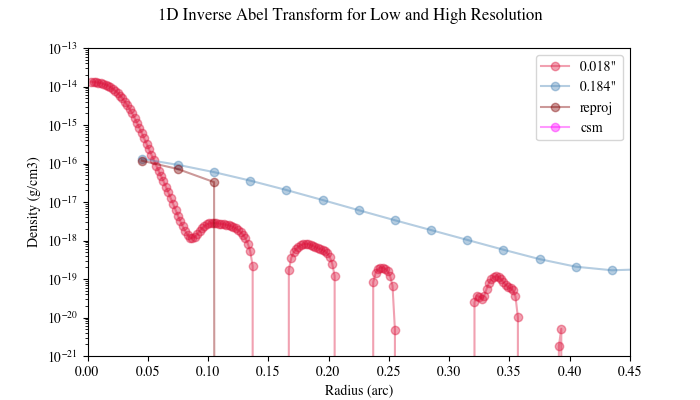 1D Inverse Abel Transform for Low and High Resolution
10⁻¹³
10⁻¹⁴
10⁻¹⁵
10⁻¹⁶
10⁻¹⁷
10⁻¹⁸
10⁻¹⁹
10⁻²⁰
10⁻²¹
Density (g/cm3)
0.018"
0.184"
reproj
csm
0.00 0.05 0.10 0.15 0.20 0.25 0.30 0.35 0.40 0.45
Radius (arc)